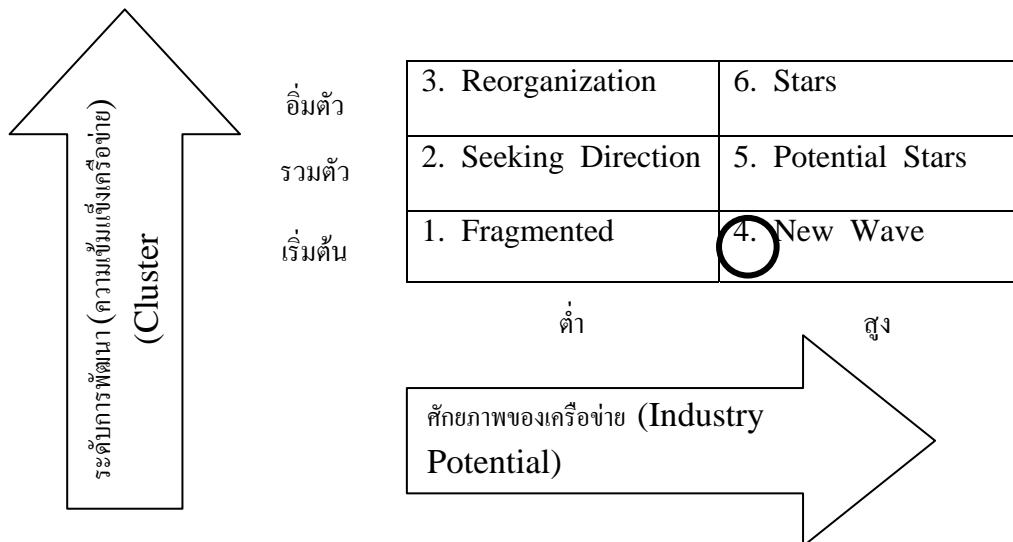 ระดับการพัฒนา (ความเข้มแข็งเครือข่าย)
(Cluster
อิ่มตัว
รวมตัว
เริ่มต้น
3. Reorganization
6. Stars
2. Seeking Direction
5. Potential Stars
1. Fragmented
4. New Wave
ต่ำ
สูง
ศักยภาพของเครือข่าย (Industry
Potential)